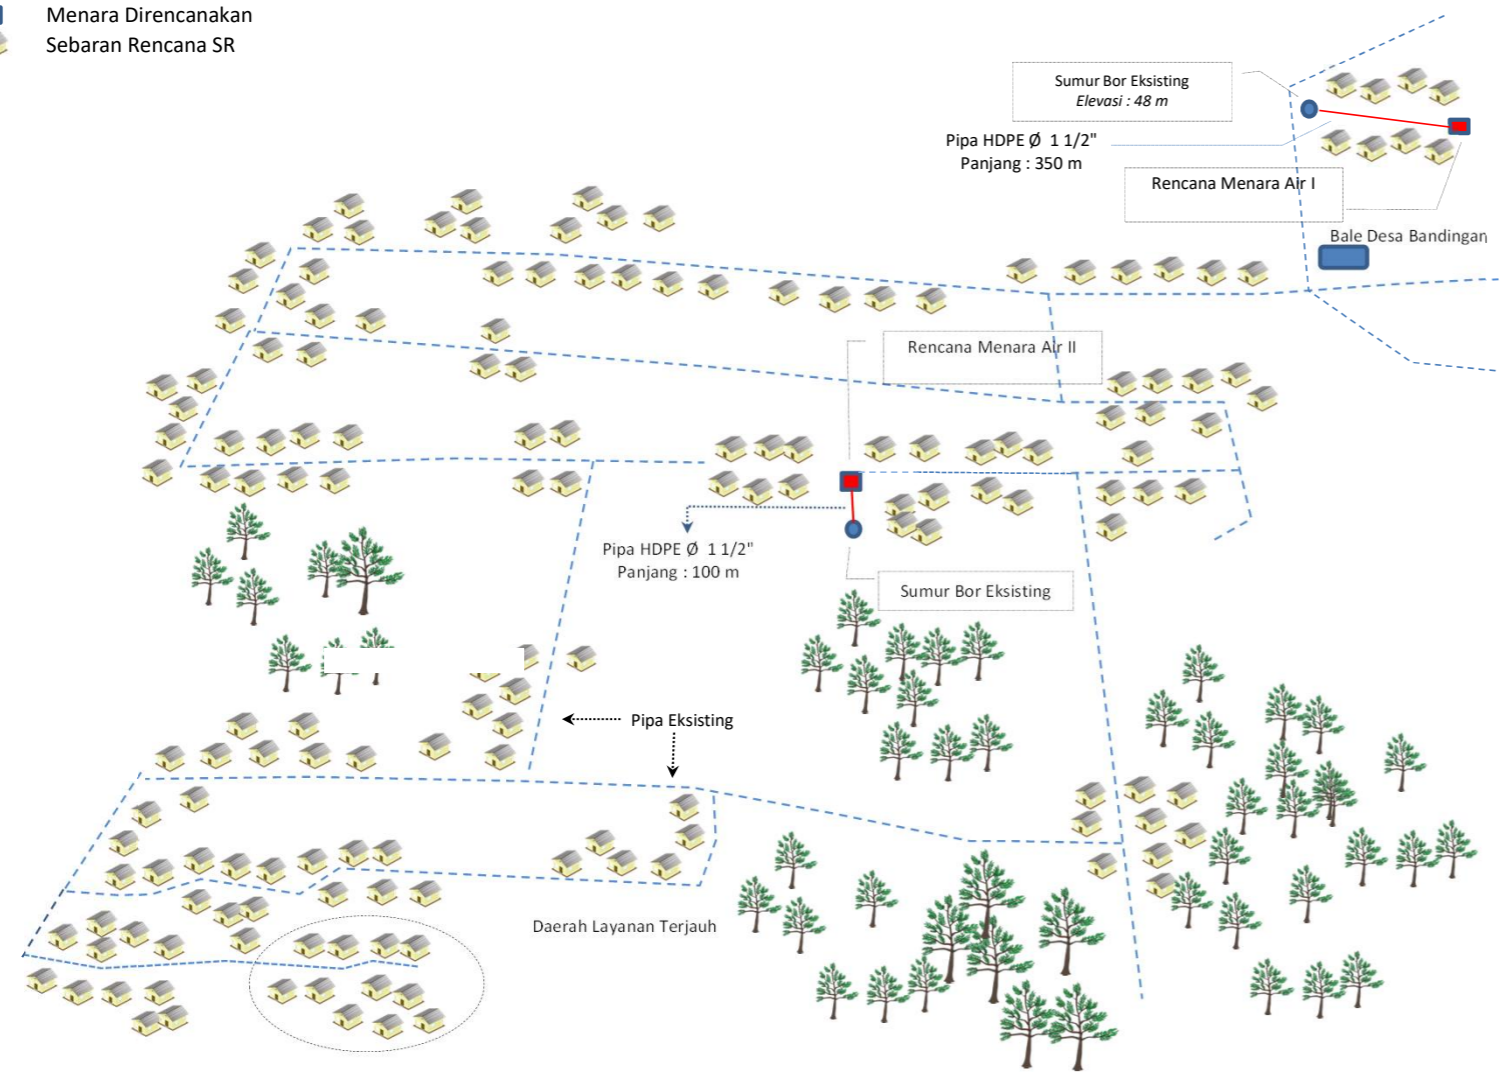 Menara Direncanakan
Sebaran Rencana SR
Sumur Bor Eksisting
Elevasi : 48 m
Pipa HDPE Ø 1 1/2"
Panjang : 350 m
Rencana Menara Air I
Bale Desa Bandingan
Rencana Menara Air II
Pipa HDPE Ø 1 1/2"
Panjang : 100 m
Sumur Bor Eksisting
Pipa Eksisting
Daerah Layanan Terjauh